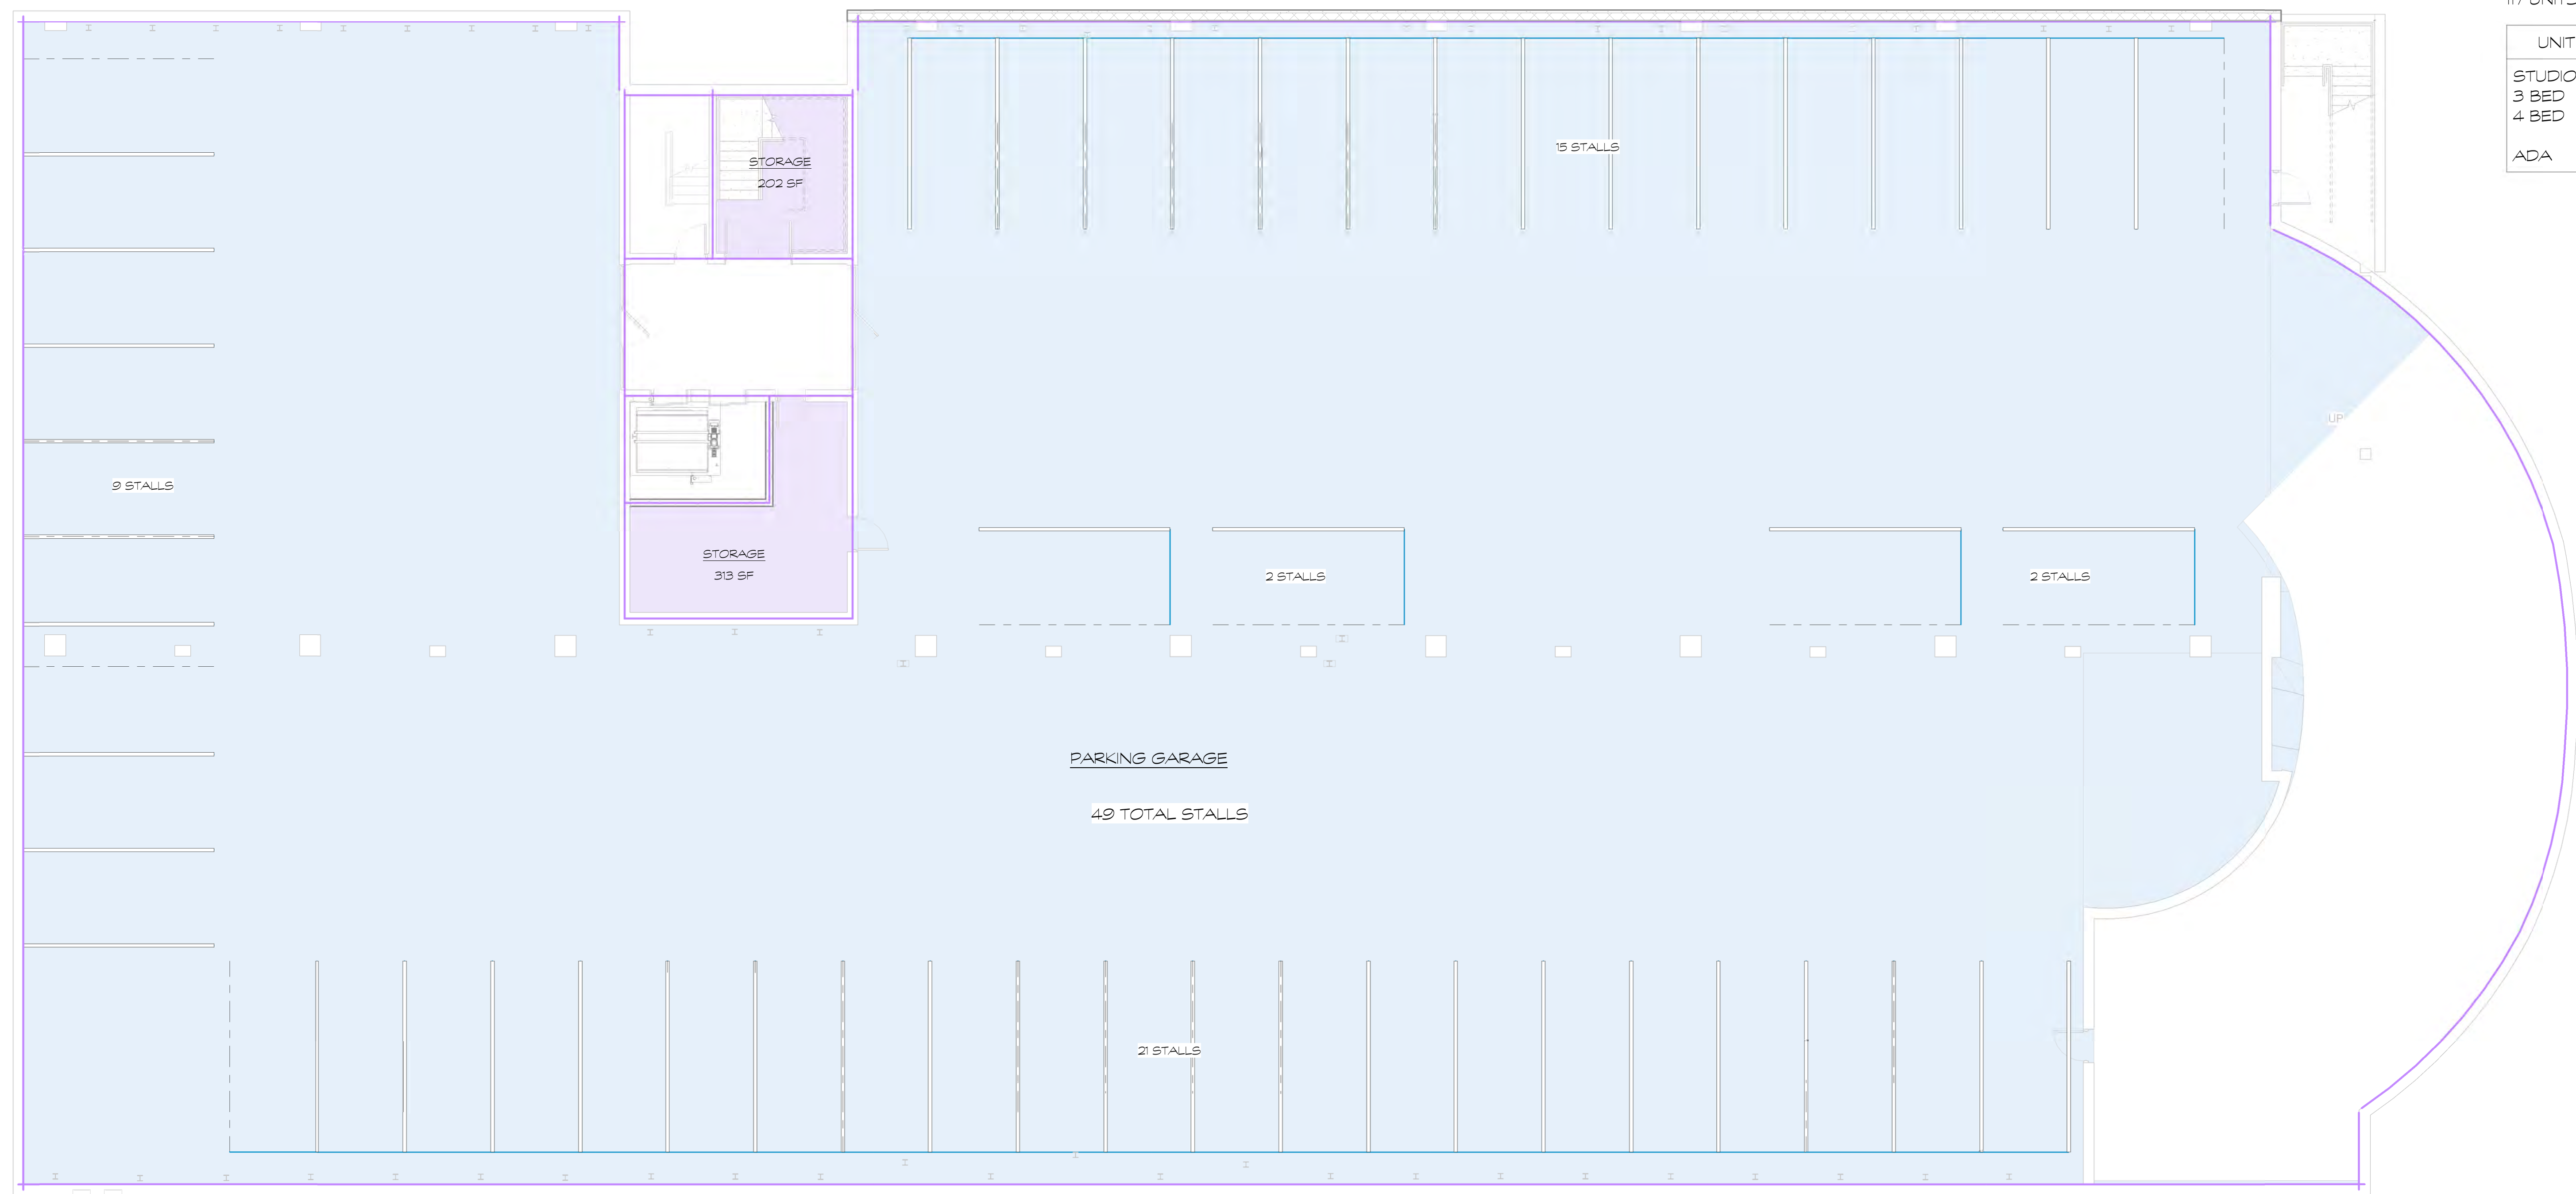 UNIT
STUDIO
3 BED
4 BED
ADA
15 STALLS
STORAGE
202 SF
UP
9 STALLS
STORAGE
313 SF
2 STALLS
2 STALLS
PARKING GARAGE
49 TOTAL STALLS
21 STALLS